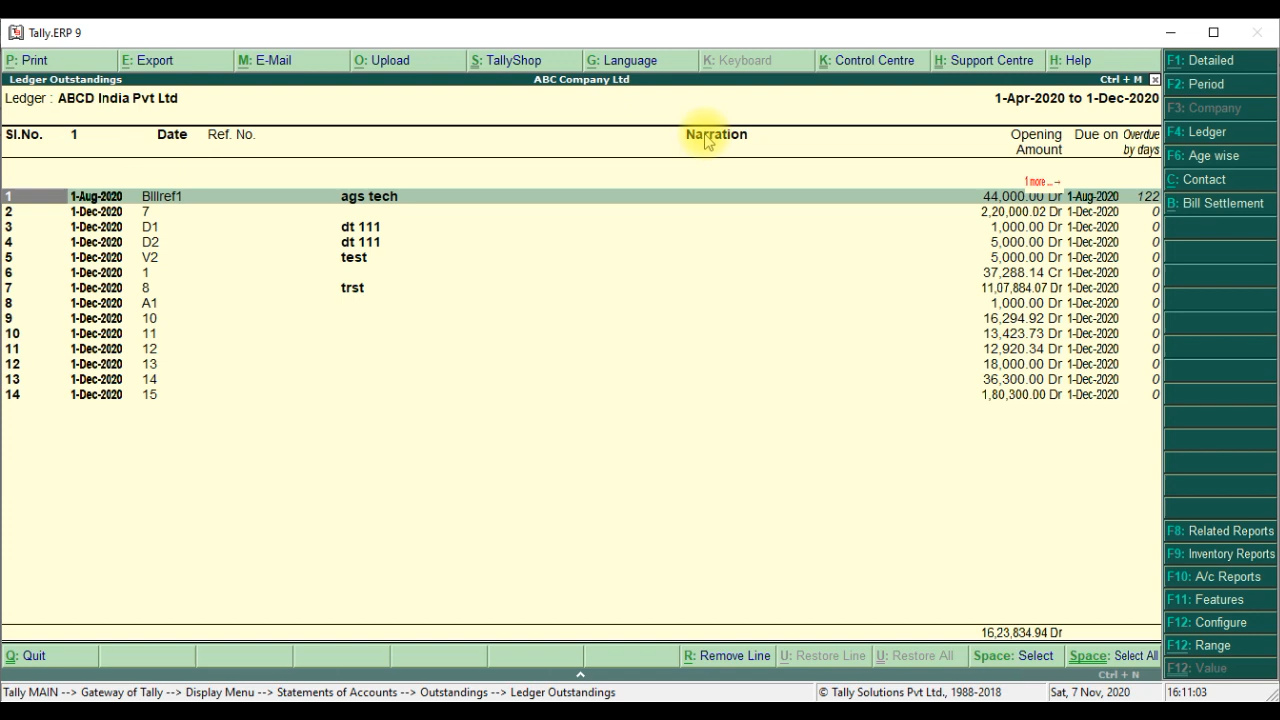 Tally.ERP 9
P: Print E: Export M: E-Mail O: Upload S: TallyShop G: Language K: Keyboard K: Control Centre H: Support Centre H: Help
Ledger Outstandings ABC Company Ltd Ctrl + M
Ledger : ABCD India Pvt Ltd 1-Apr-2020 to 1-Dec-2020
Sl.No. 1 Date Ref. No. Narration Opening Due on Overdue
Amount by days
1 more ... →
1 1-Aug-2020 Billref1 ags tech 44,000.00 Dr 1-Aug-2020 122
2 1-Dec-2020 7 2,20,000.02 Dr 1-Dec-2020 0
3 1-Dec-2020 D1 dt 111 1,000.00 Dr 1-Dec-2020 0
4 1-Dec-2020 D2 dt 111 5,000.00 Dr 1-Dec-2020 0
5 1-Dec-2020 V2 test 5,000.00 Dr 1-Dec-2020 0
6 1-Dec-2020 1 37,288.14 Cr 1-Dec-2020 0
7 1-Dec-2020 8 trst 11,07,884.07 Dr 1-Dec-2020 0
8 1-Dec-2020 A1 1,000.00 Dr 1-Dec-2020 0
9 1-Dec-2020 10 16,294.92 Dr 1-Dec-2020 0
10 1-Dec-2020 11 13,423.73 Dr 1-Dec-2020 0
11 1-Dec-2020 12 12,920.34 Dr 1-Dec-2020 0
12 1-Dec-2020 13 18,000.00 Dr 1-Dec-2020 0
13 1-Dec-2020 14 36,300.00 Dr 1-Dec-2020 0
14 1-Dec-2020 15 1,80,300.00 Dr 1-Dec-2020 0
16,23,834.94 Dr
Q: Quit R: Remove Line U: Restore Line U: Restore All Space: Select Space: Select All
Ctrl + N
Tally MAIN --> Gateway of Tally --> Display Menu --> Statements of Accounts --> Outstandings --> Ledger Outstandings © Tally Solutions Pvt Ltd., 1988-2018 Sat, 7 Nov, 2020 16:11:03
F1: Detailed
F2: Period
F3: Company
F4: Ledger
F6: Age wise
C: Contact
B: Bill Settlement
F8: Related Reports
F9: Inventory Reports
F10: A/c Reports
F11: Features
F12: Configure
F12: Range
F12: Value